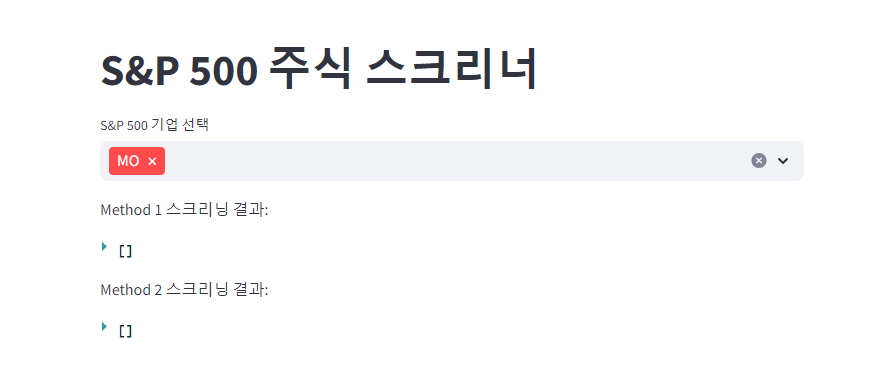 S&P 500 주식 스크리너
S&P 500 기업 선택
MO ×
Method 1 스크리닝 결과:
[]
Method 2 스크리닝 결과:
[]